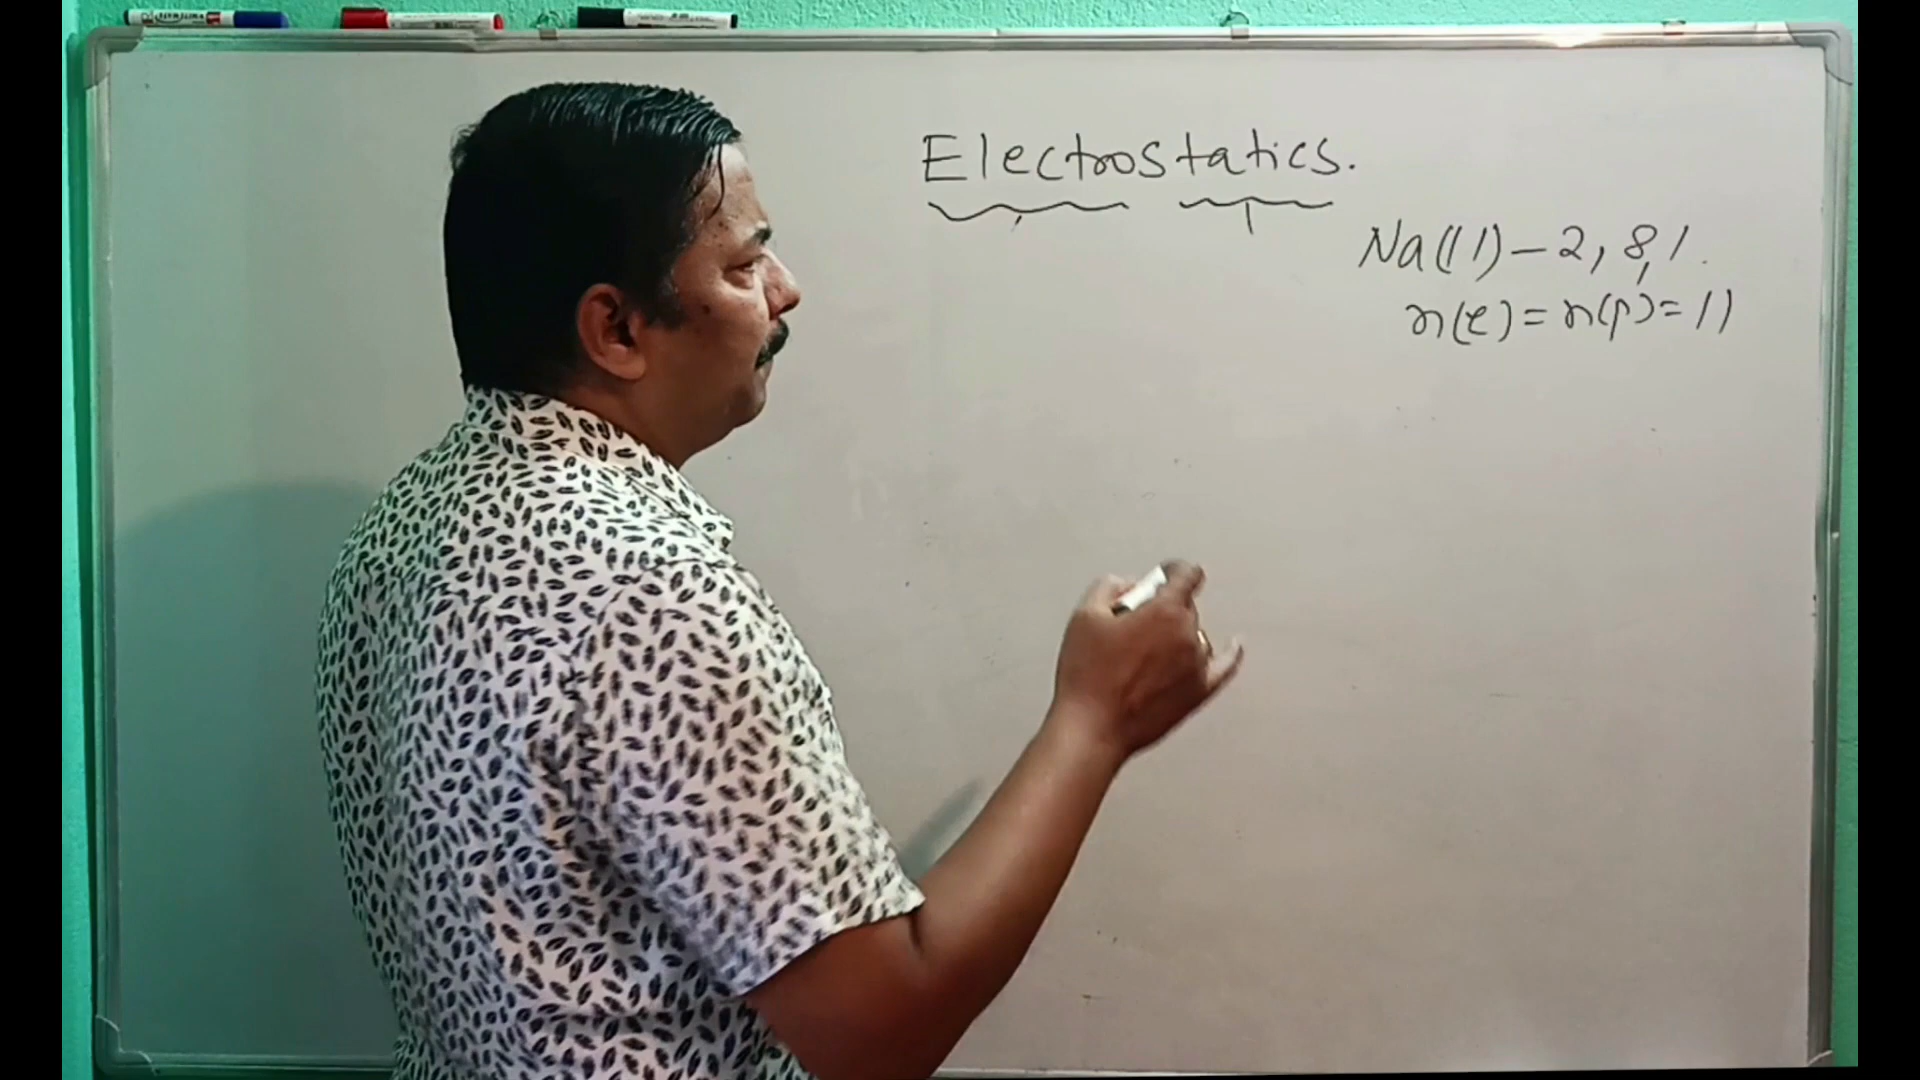 Electrostatics.
Na(11) – 2, 8, 1.
n(e) = n(p) = 11